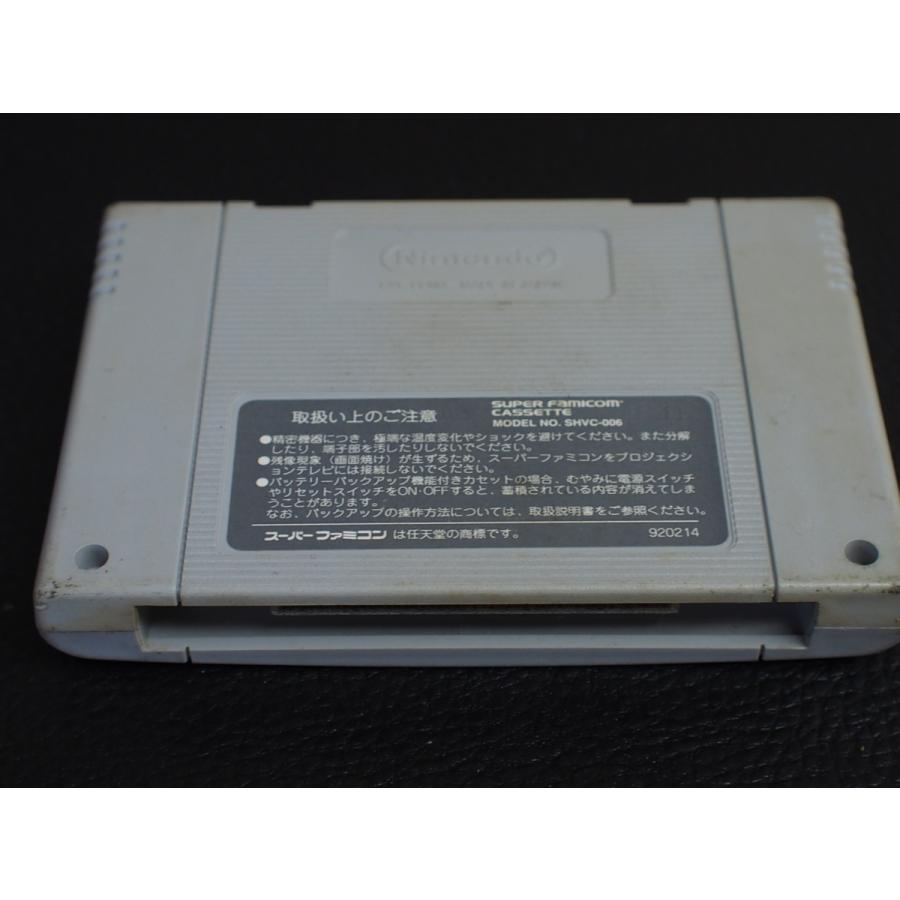 Nintendo
取扱い上のご注意
SUPER FAMICOM
CASSETTE
MODEL NO. SHVC-006
●精密機器につき、極端な温度変化やショックを避けてください。また分解
したり、端子部を汚したりしないでください。
●残像現象（画面焼け）が生ずるため、スーパーファミコンをプロジェクシ
ョンテレビには接続しないでください。
●バッテリーバックアップ機能付きカセットの場合、むやみに電源スイッチ
やリセットスイッチをON・OFFすると、蓄積されている内容が消えてしま
うことがあります。
なお、バックアップの操作方法については、取扱説明書をご参照ください。
スーパーファミコン は任天堂の商標です。
920214